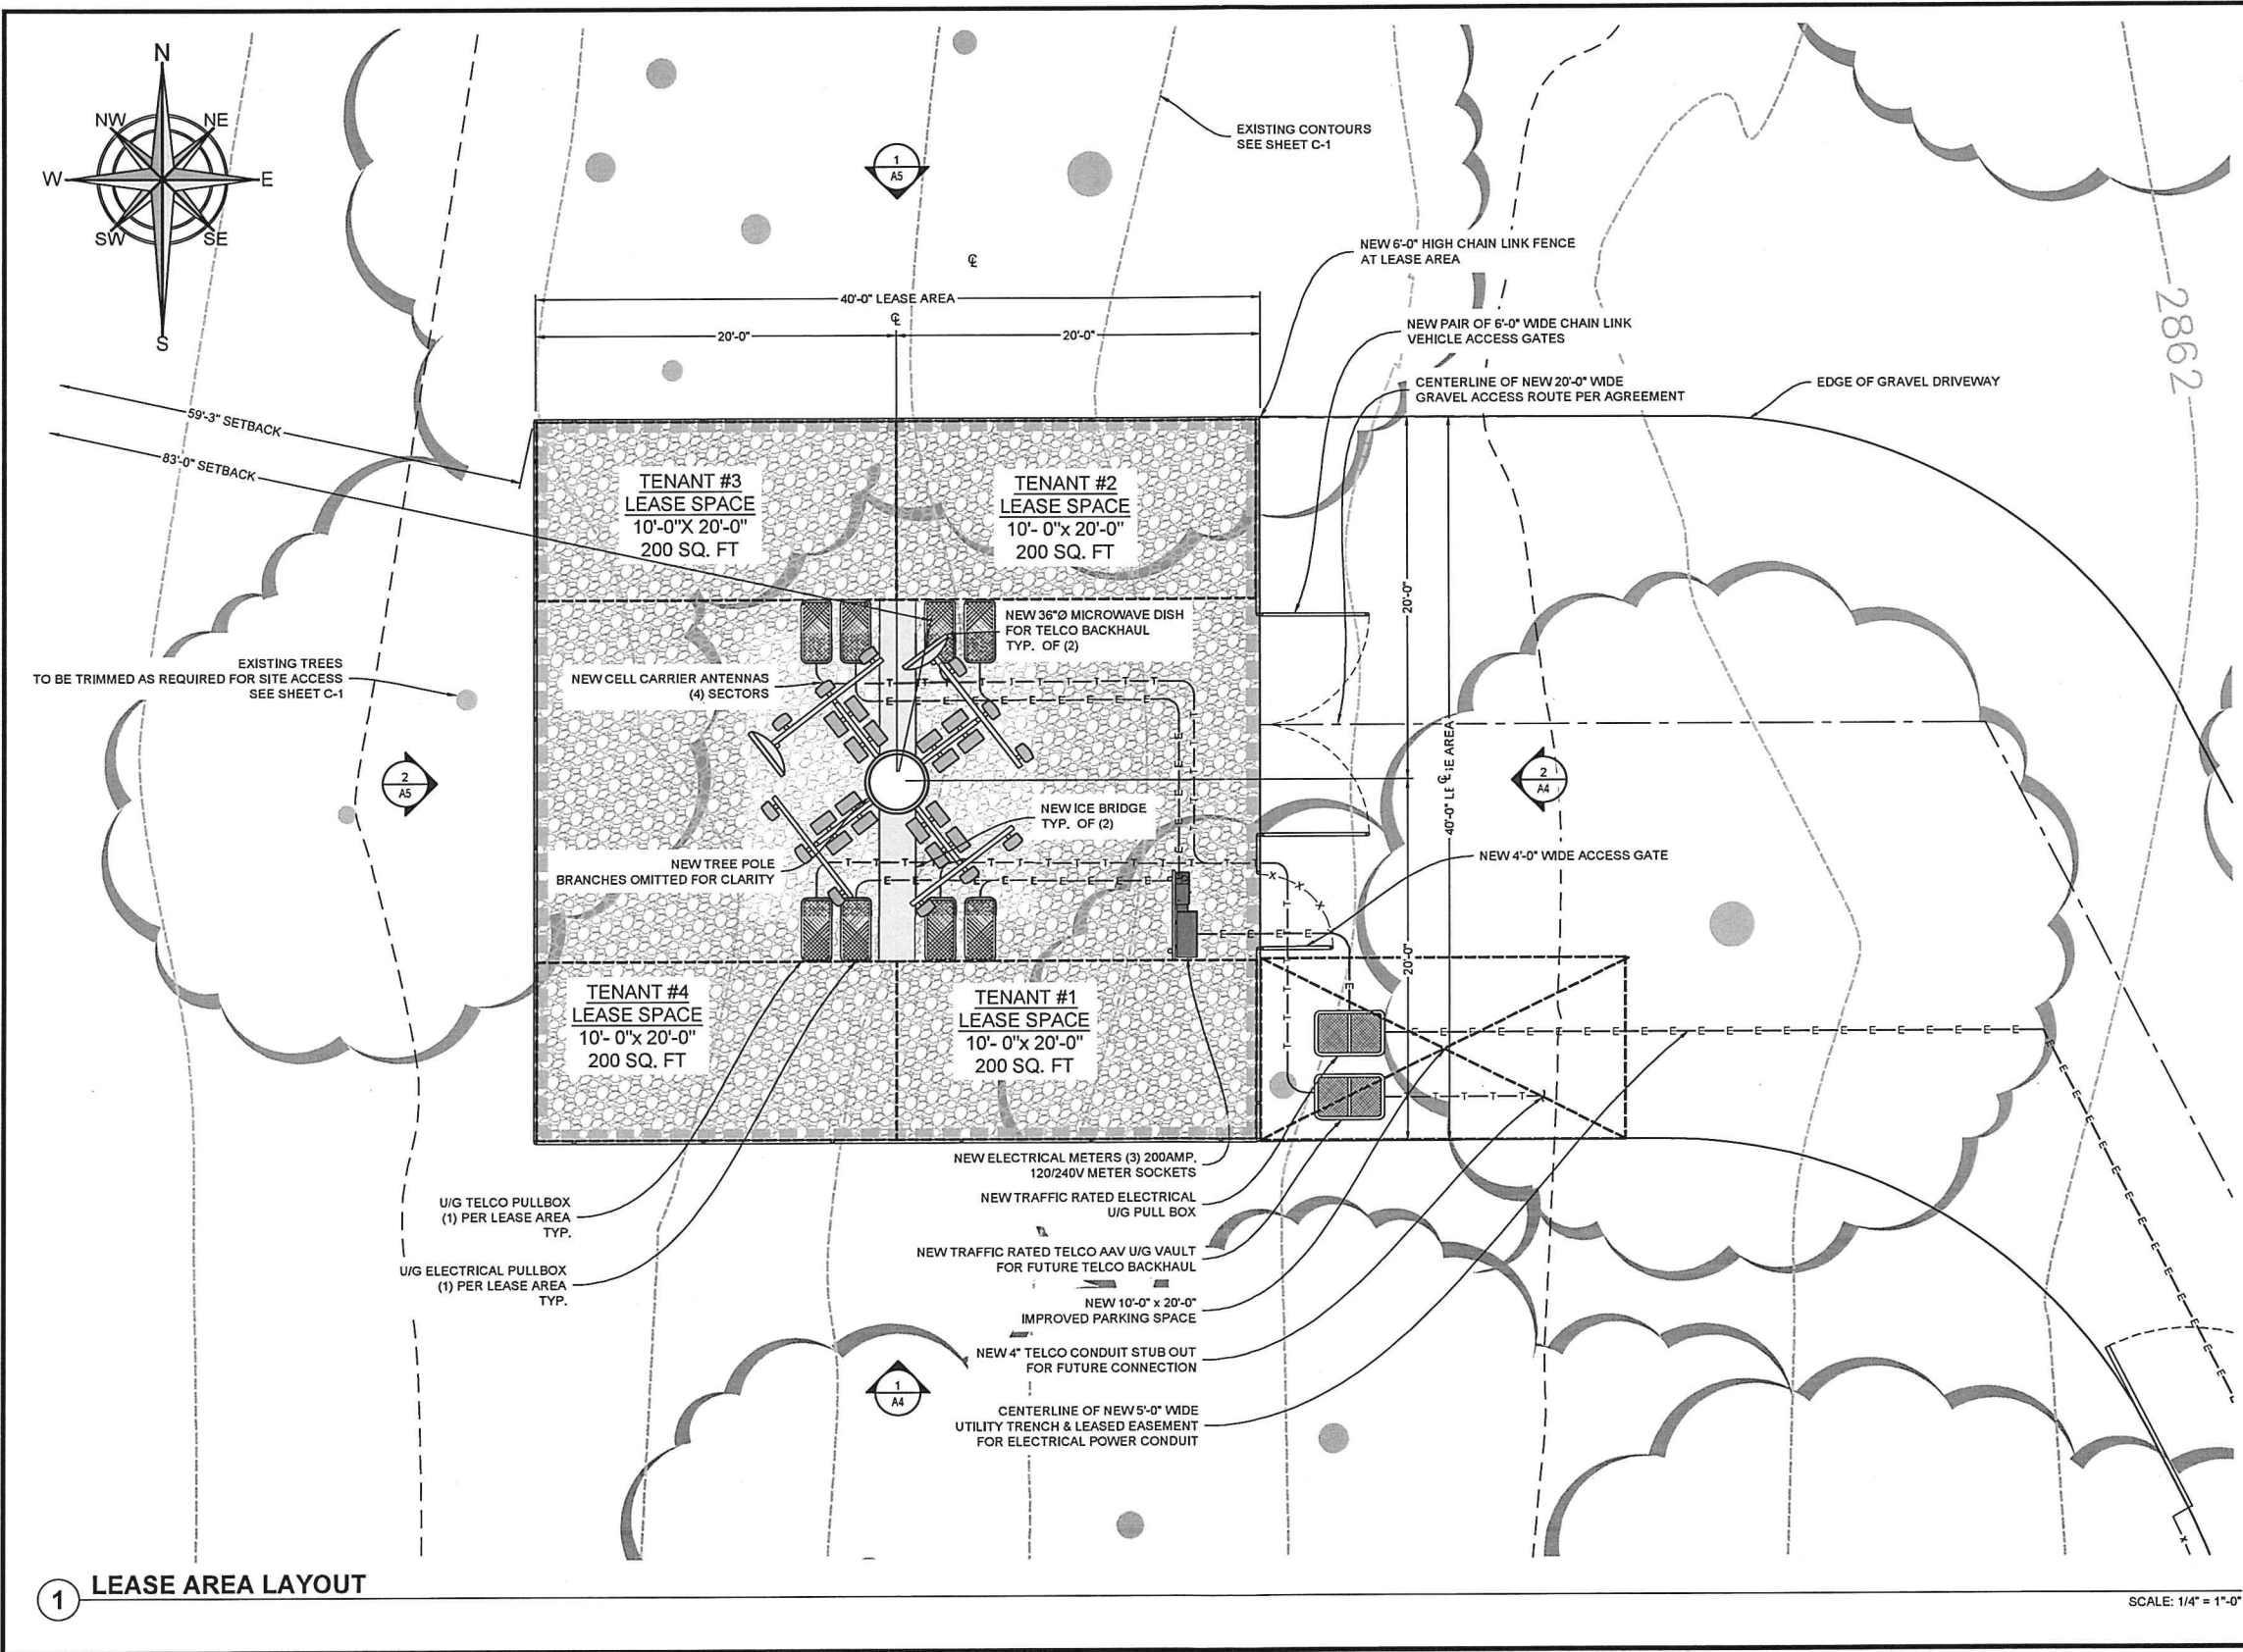 N
NW
NE
W
E
SW
SE
S
1
A5
EXISTING CONTOURS
SEE SHEET C-1
NEW 6'-0" HIGH CHAIN LINK FENCE
AT LEASE AREA
℄
40'-0" LEASE AREA
℄
20'-0"
20'-0"
NEW PAIR OF 6'-0" WIDE CHAIN LINK
VEHICLE ACCESS GATES
2862
CENTERLINE OF NEW 20'-0" WIDE
GRAVEL ACCESS ROUTE PER AGREEMENT
EDGE OF GRAVEL DRIVEWAY
59'-3" SETBACK
83'-0" SETBACK
TENANT #3
LEASE SPACE
10'-0"X 20'-0"
200 SQ. FT
TENANT #2
LEASE SPACE
10'- 0"x 20'-0"
200 SQ. FT
20'-0"
NEW 36"Ø MICROWAVE DISH
FOR TELCO BACKHAUL
TYP. OF (2)
EXISTING TREES
TO BE TRIMMED AS REQUIRED FOR SITE ACCESS
SEE SHEET C-1
NEW CELL CARRIER ANTENNAS
(4) SECTORS
2
A5
2
A4
40'-0" LEASE AREA
℄
NEW ICE BRIDGE
TYP. OF (2)
NEW TREE POLE
BRANCHES OMITTED FOR CLARITY
NEW 4'-0" WIDE ACCESS GATE
20'-0"
TENANT #4
LEASE SPACE
10'- 0"x 20'-0"
200 SQ. FT
TENANT #1
LEASE SPACE
10'- 0"x 20'-0"
200 SQ. FT
NEW ELECTRICAL METERS (3) 200AMP,
120/240V METER SOCKETS
U/G TELCO PULLBOX
(1) PER LEASE AREA
TYP.
NEW TRAFFIC RATED ELECTRICAL
U/G PULL BOX
NEW TRAFFIC RATED TELCO AAV U/G VAULT
FOR FUTURE TELCO BACKHAUL
U/G ELECTRICAL PULLBOX
(1) PER LEASE AREA
TYP.
NEW 10'-0" x 20'-0"
IMPROVED PARKING SPACE
NEW 4" TELCO CONDUIT STUB OUT
FOR FUTURE CONNECTION
1
A4
CENTERLINE OF NEW 5'-0" WIDE
UTILITY TRENCH & LEASED EASEMENT
FOR ELECTRICAL POWER CONDUIT
1 LEASE AREA LAYOUT
SCALE: 1/4" = 1"-0"